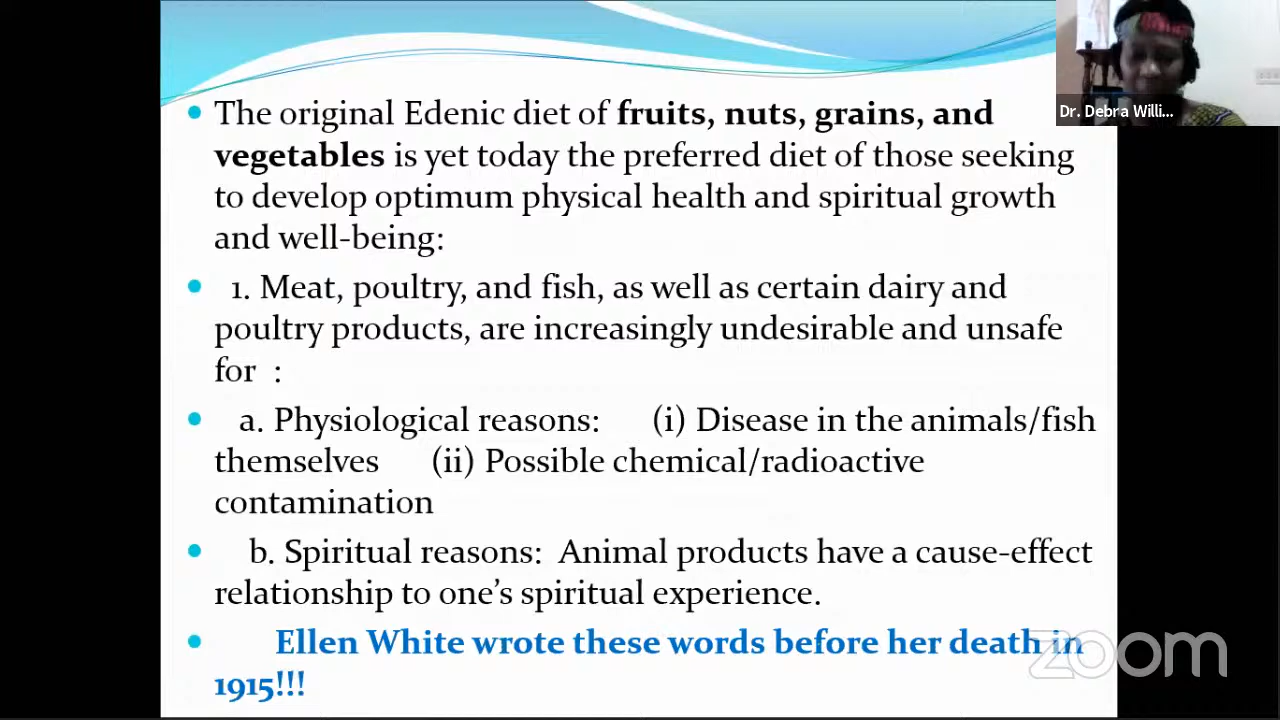 • The original Edenic diet of fruits, nuts, grains, and
vegetables is yet today the preferred diet of those seeking
to develop optimum physical health and spiritual growth
and well-being:
• 1. Meat, poultry, and fish, as well as certain dairy and
poultry products, are increasingly undesirable and unsafe
for :
• a. Physiological reasons: (i) Disease in the animals/fish
themselves (ii) Possible chemical/radioactive
contamination
• b. Spiritual reasons: Animal products have a cause-effect
relationship to one's spiritual experience.
• Ellen White wrote these words before her death in
1915!!!
Dr. Debra Willi...
zoom